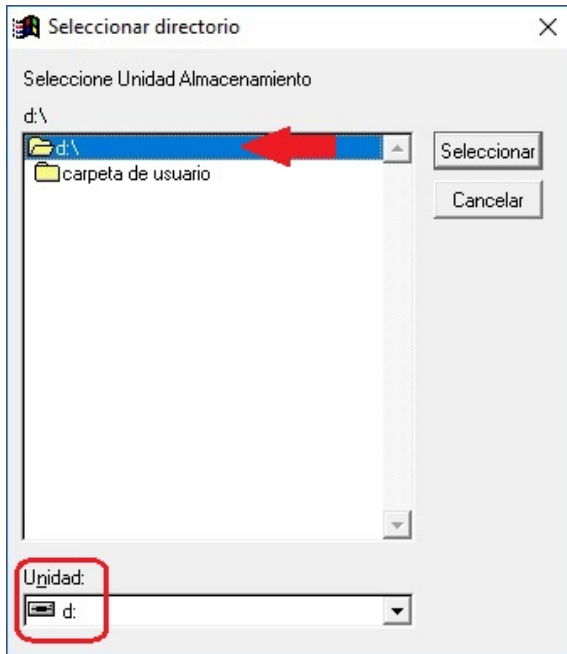 Seleccionar directorio
Seleccione Unidad Almacenamiento
d:\
d:\
carpeta de usuario
Seleccionar
Cancelar
Unidad:
d: